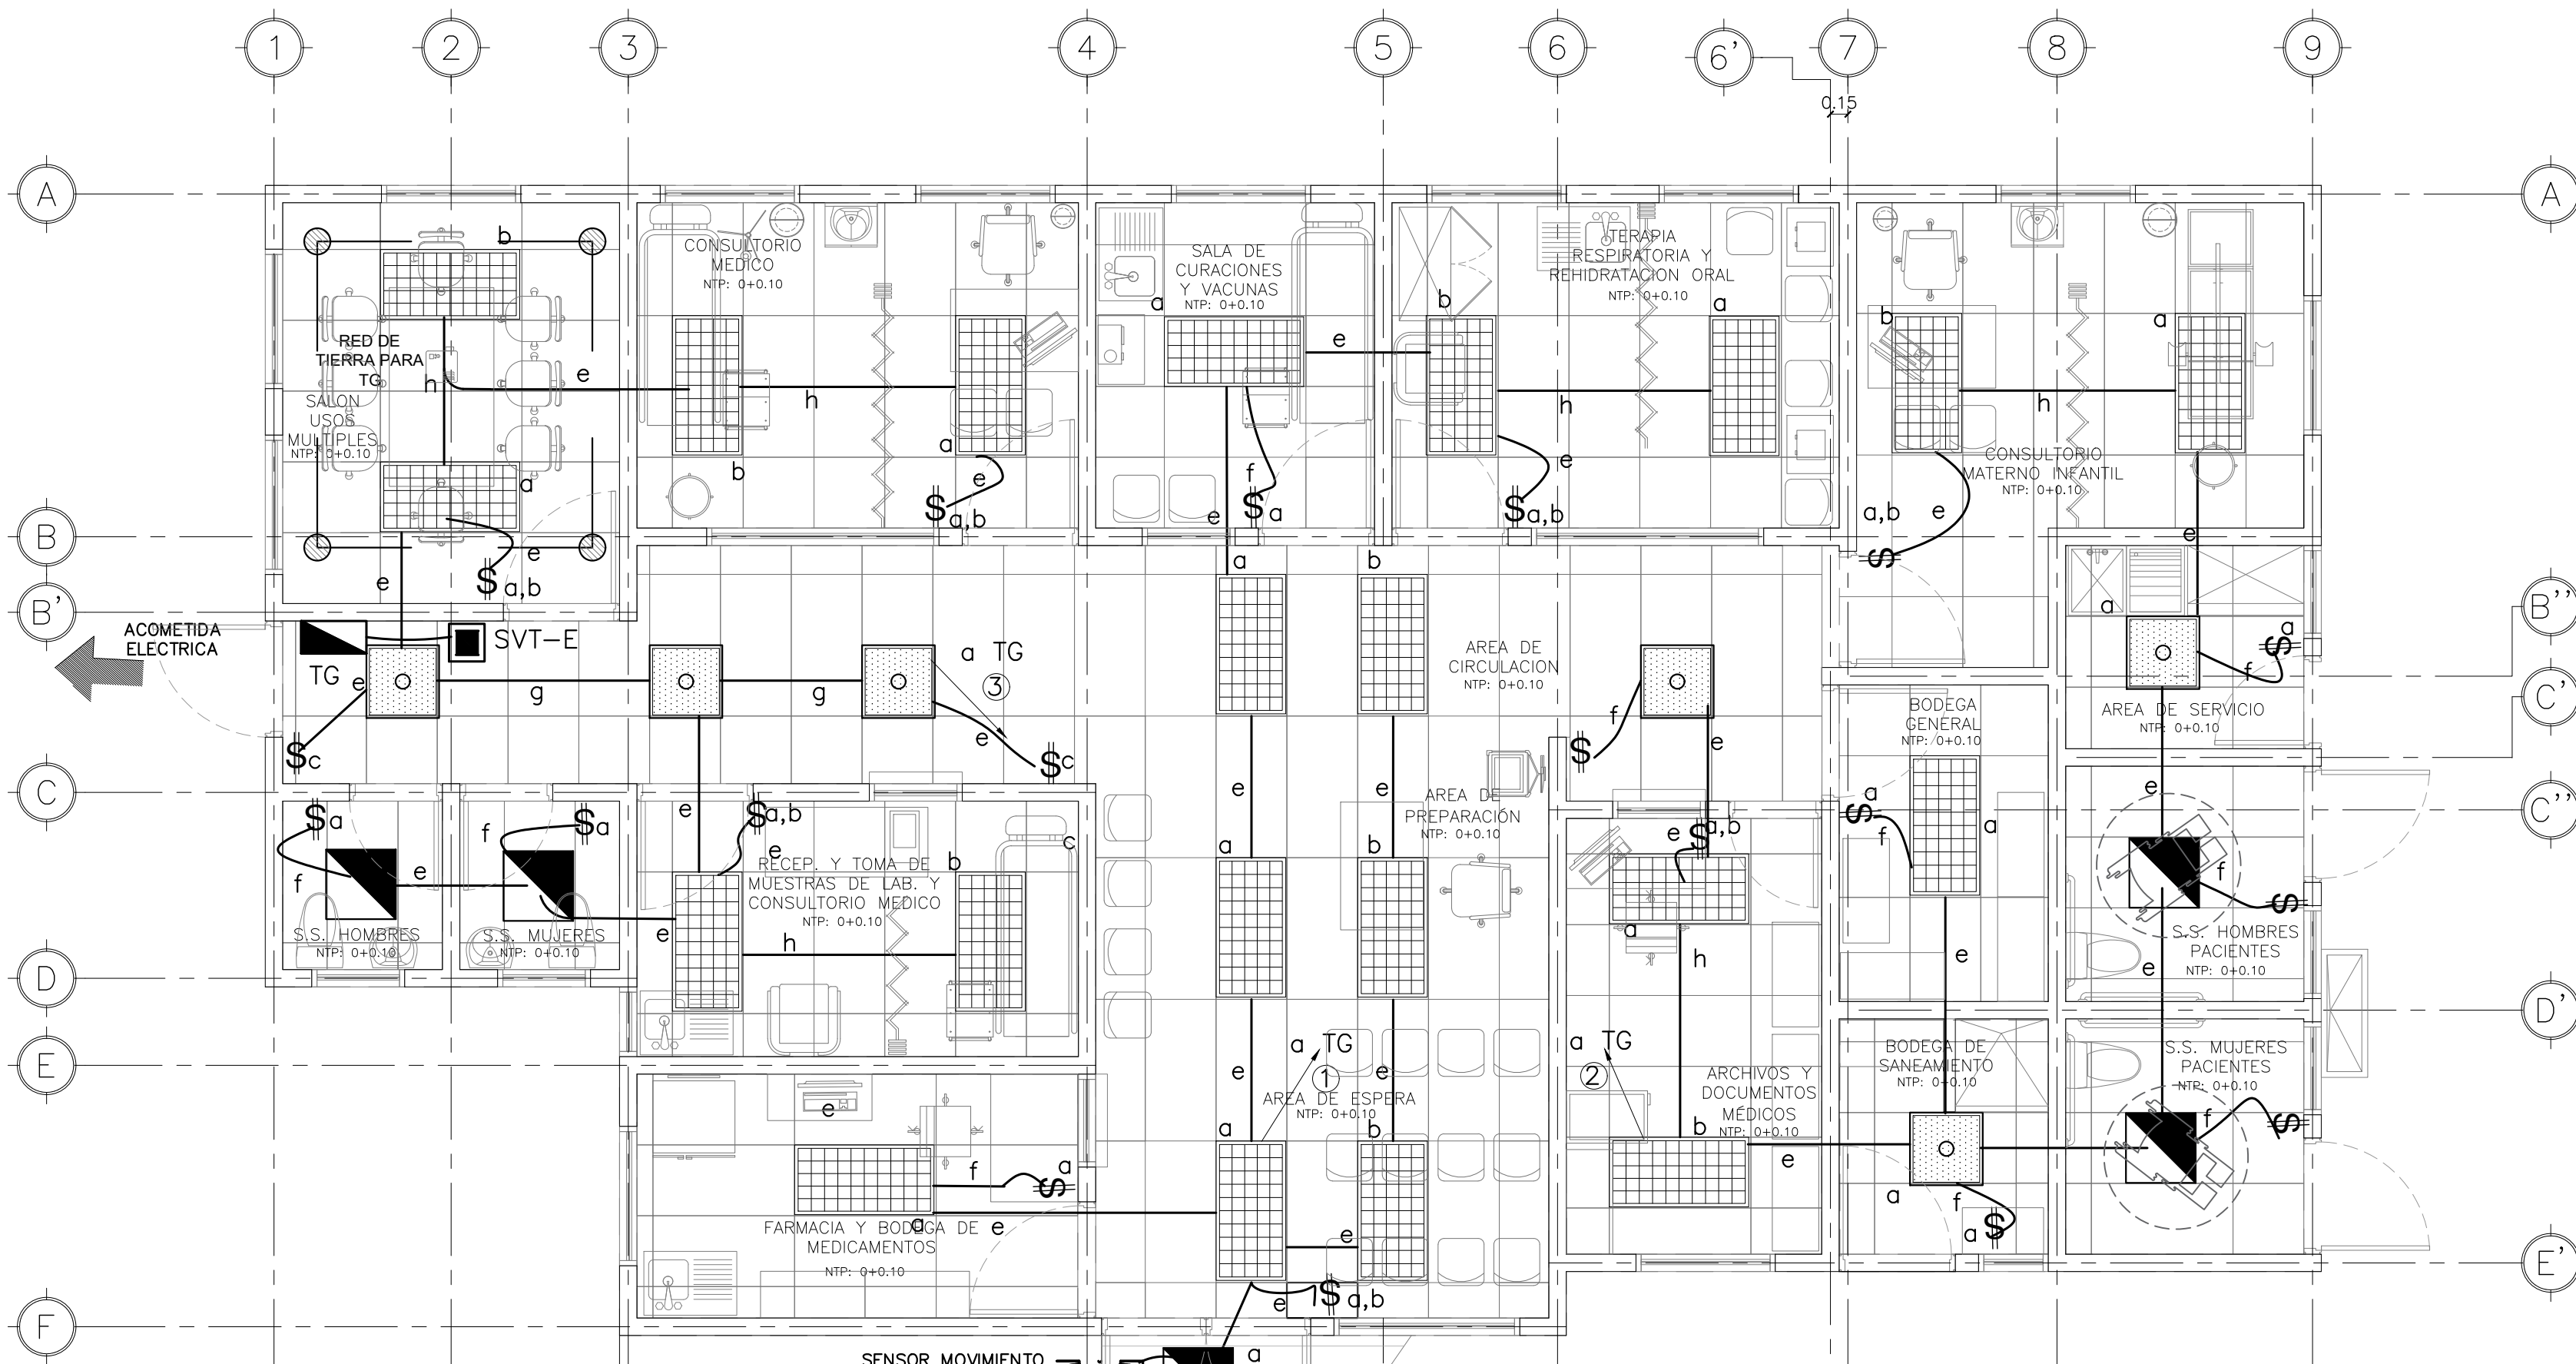 1
2
3
4
5
6
6'
7
8
9
0.15
A
A
B
B'
B''
C
C'
C''
D
D'
E
E'
F
b
RED DE
TIERRA PARA
TG
h
e
SALON
USOS
MULTIPLES
NTP: 0+0.10
a
e
e
$ a,b
CONSULTORIO
MEDICO
NTP: 0+0.10
h
b
a
e
$ a,b
SALA DE
CURACIONES
Y VACUNAS
NTP: 0+0.10
a
e
f
e
$ a
TERAPIA
RESPIRATORIA Y
REHIDRATACION ORAL
NTP: 0+0.10
b
a
h
e
$ a,b
b
a
h
CONSULTORIO
MATERNO INFANTIL
NTP: 0+0.10
a,b
e
$
e
ACOMETIDA
ELECTRICA
TG
SVT-E
e
g
g
$ c
a TG
3
e
$ c
a
b
AREA DE
CIRCULACION
NTP: 0+0.10
f
$
e
BODEGA
GENERAL
NTP: 0+0.10
a
$
f
a
e
a
a
$
f
AREA DE SERVICIO
NTP: 0+0.10
e
$ a
f
e
S.S. HOMBRES
NTP: 0+0.10
f
$ a
S.S. MUJERES
NTP: 0+0.10
e
$ a,b
e
RECEP. Y TOMA DE
MUESTRAS DE LAB. Y
CONSULTORIO MEDICO
NTP: 0+0.10
b
c
e
h
e
e
AREA DE
PREPARACIÓN
NTP: 0+0.10
a
b
e
$ a,b
a
h
f
$
S.S. HOMBRES
PACIENTES
NTP: 0+0.10
e
a TG
1
e
e
AREA DE ESPERA
NTP: 0+0.10
a
b
a TG
2
ARCHIVOS Y
DOCUMENTOS
MÉDICOS
NTP: 0+0.10
b
e
BODEGA DE
SANEAMIENTO
NTP: 0+0.10
a
f
a $
S.S. MUJERES
PACIENTES
NTP: 0+0.10
f
$
e
f
a
$
a
e
FARMACIA Y BODEGA DE
MEDICAMENTOS
NTP: 0+0.10
e
e
$ a,b
SENSOR MOVIMIENTO
a